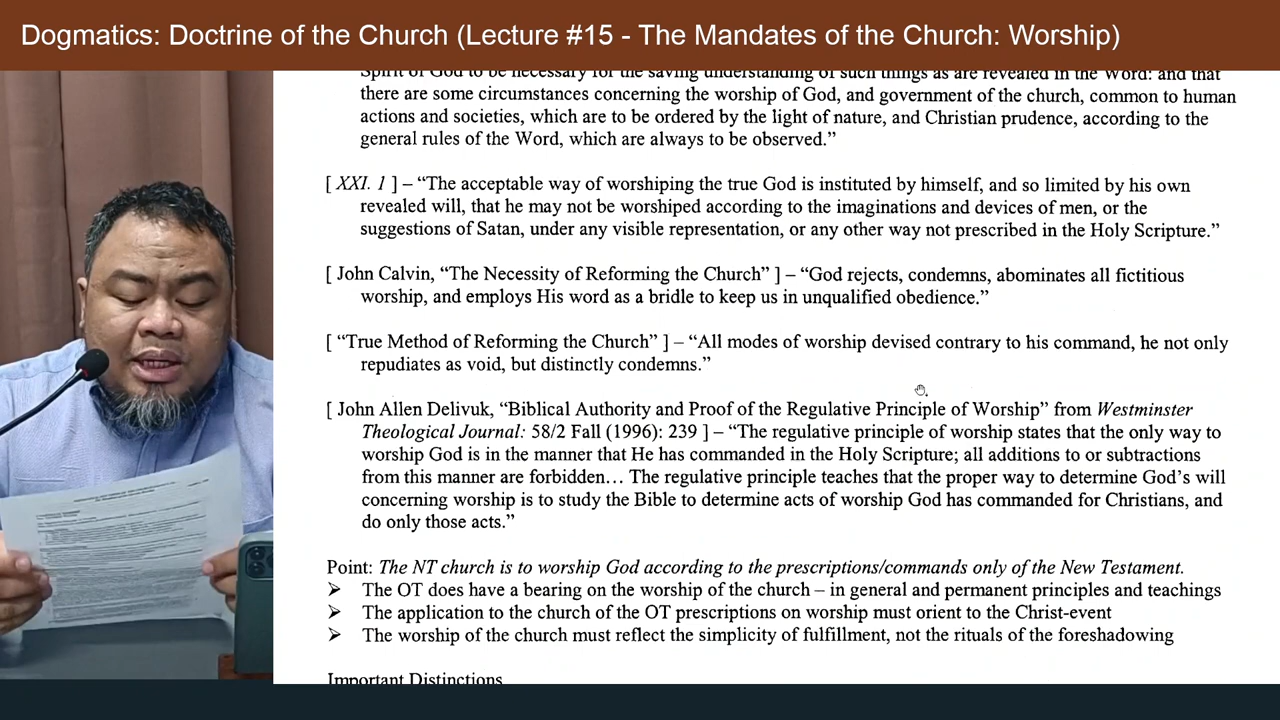 Dogmatics: Doctrine of the Church (Lecture #15 - The Mandates of the Church: Worship)
Spirit of God to be necessary for the saving understanding of such things as are revealed in the Word: and that
there are some circumstances concerning the worship of God, and government of the church, common to human
actions and societies, which are to be ordered by the light of nature, and Christian prudence, according to the
general rules of the Word, which are always to be observed.”
[ XXI. 1 ] – “The acceptable way of worshiping the true God is instituted by himself, and so limited by his own
revealed will, that he may not be worshiped according to the imaginations and devices of men, or the
suggestions of Satan, under any visible representation, or any other way not prescribed in the Holy Scripture.”
[ John Calvin, “The Necessity of Reforming the Church” ] – “God rejects, condemns, abominates all fictitious
worship, and employs His word as a bridle to keep us in unqualified obedience.”
[ “True Method of Reforming the Church” ] – “All modes of worship devised contrary to his command, he not only
repudiates as void, but distinctly condemns.”
[ John Allen Delivuk, “Biblical Authority and Proof of the Regulative Principle of Worship” from Westminster
Theological Journal: 58/2 Fall (1996): 239 ] – “The regulative principle of worship states that the only way to
worship God is in the manner that He has commanded in the Holy Scripture; all additions to or subtractions
from this manner are forbidden… The regulative principle teaches that the proper way to determine God’s will
concerning worship is to study the Bible to determine acts of worship God has commanded for Christians, and
do only those acts.”
Point: The NT church is to worship God according to the prescriptions/commands only of the New Testament.
➢ The OT does have a bearing on the worship of the church – in general and permanent principles and teachings
➢ The application to the church of the OT prescriptions on worship must orient to the Christ-event
➢ The worship of the church must reflect the simplicity of fulfillment, not the rituals of the foreshadowing
Important Distinctions